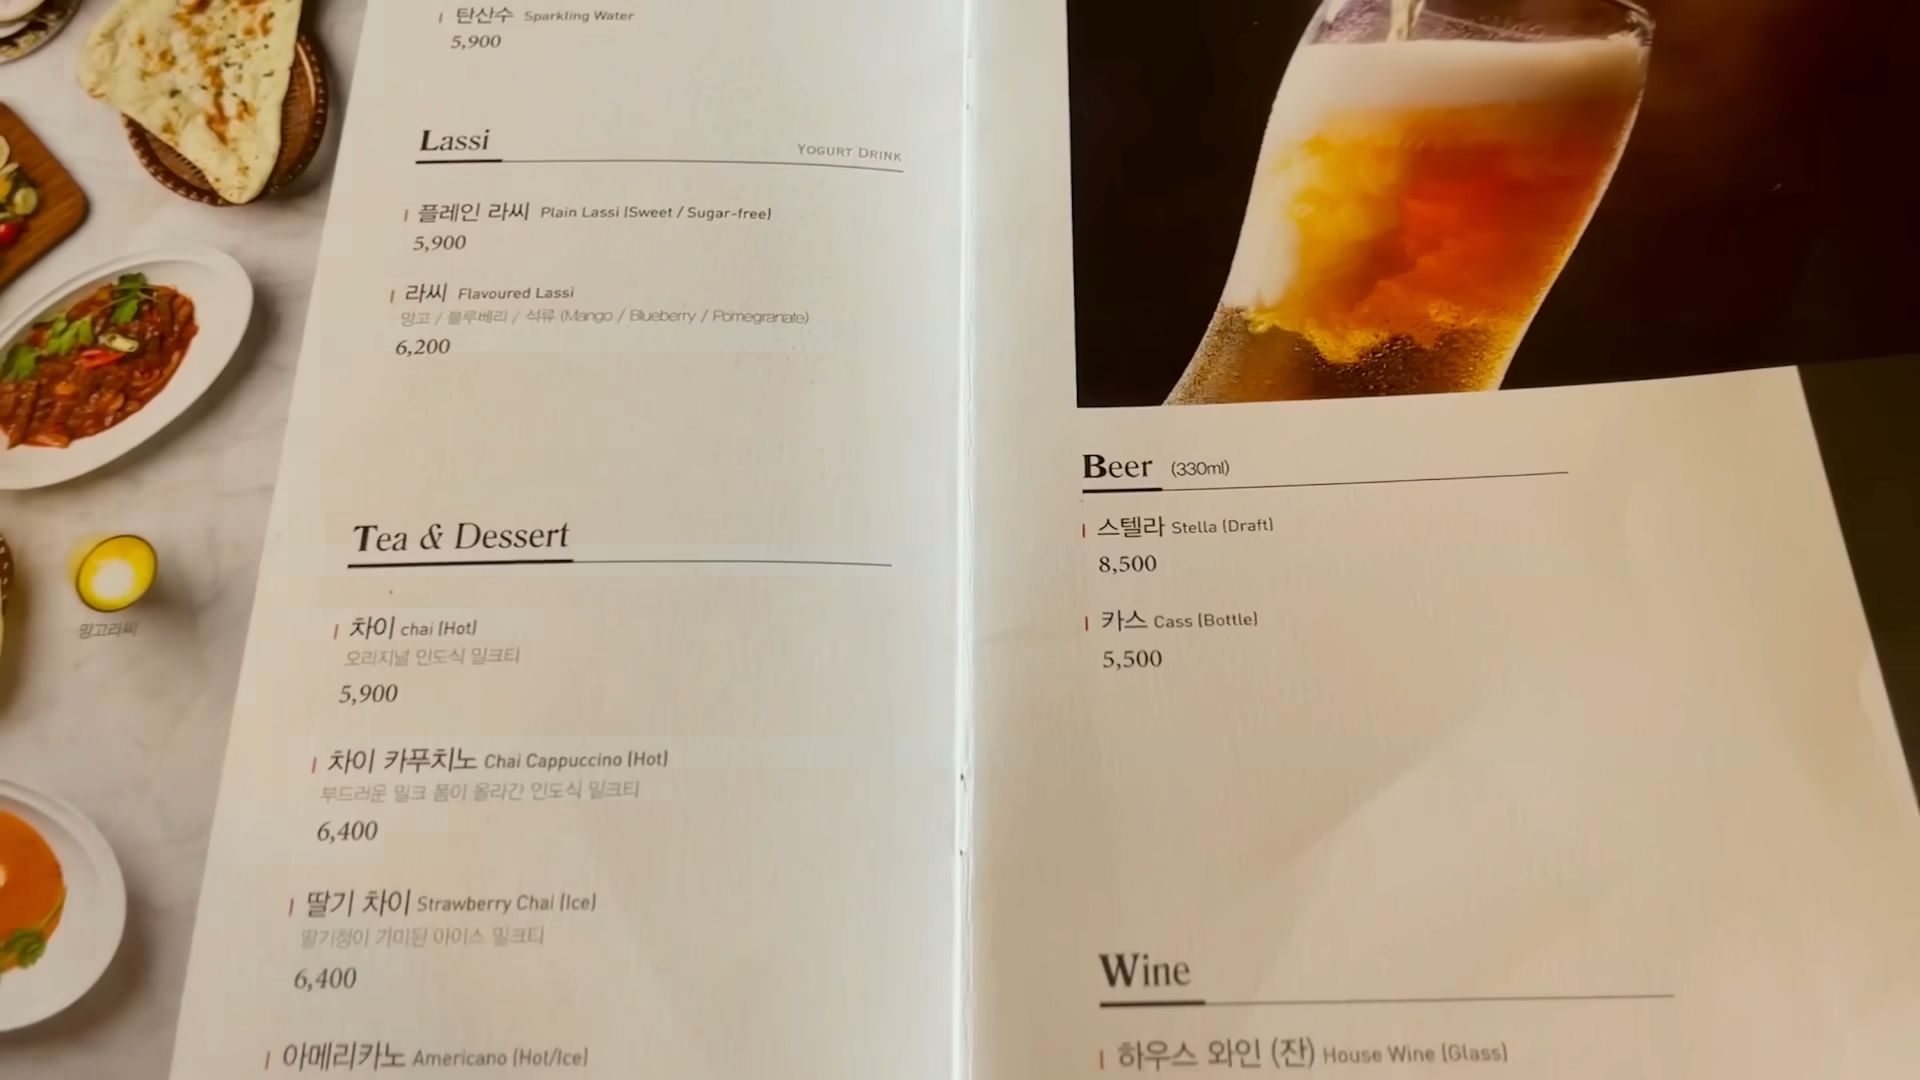 탄산수 Sparkling Water
5,900
Lassi
YOGURT DRINK
플레인 라씨 Plain Lassi (Sweet / Sugar-free)
5,900
라씨 Flavoured Lassi
망고 / 블루베리 / 석류 (Mango / Blueberry / Pomegranate)
6,200
Tea & Dessert
차이 chai (Hot)
오리지널 인도식 밀크티
5,900
차이 카푸치노 Chai Cappuccino (Hot)
부드러운 밀크 폼이 올라간 인도식 밀크티
6,400
딸기 차이 Strawberry Chai (Ice)
딸기청이 가미된 아이스 밀크티
6,400
아메리카노 Americano (Hot/Ice)
망고라씨
Beer (330ml)
스텔라 Stella (Draft)
8,500
카스 Cass (Bottle)
5,500
Wine
하우스 와인 (잔) House Wine (Glass)